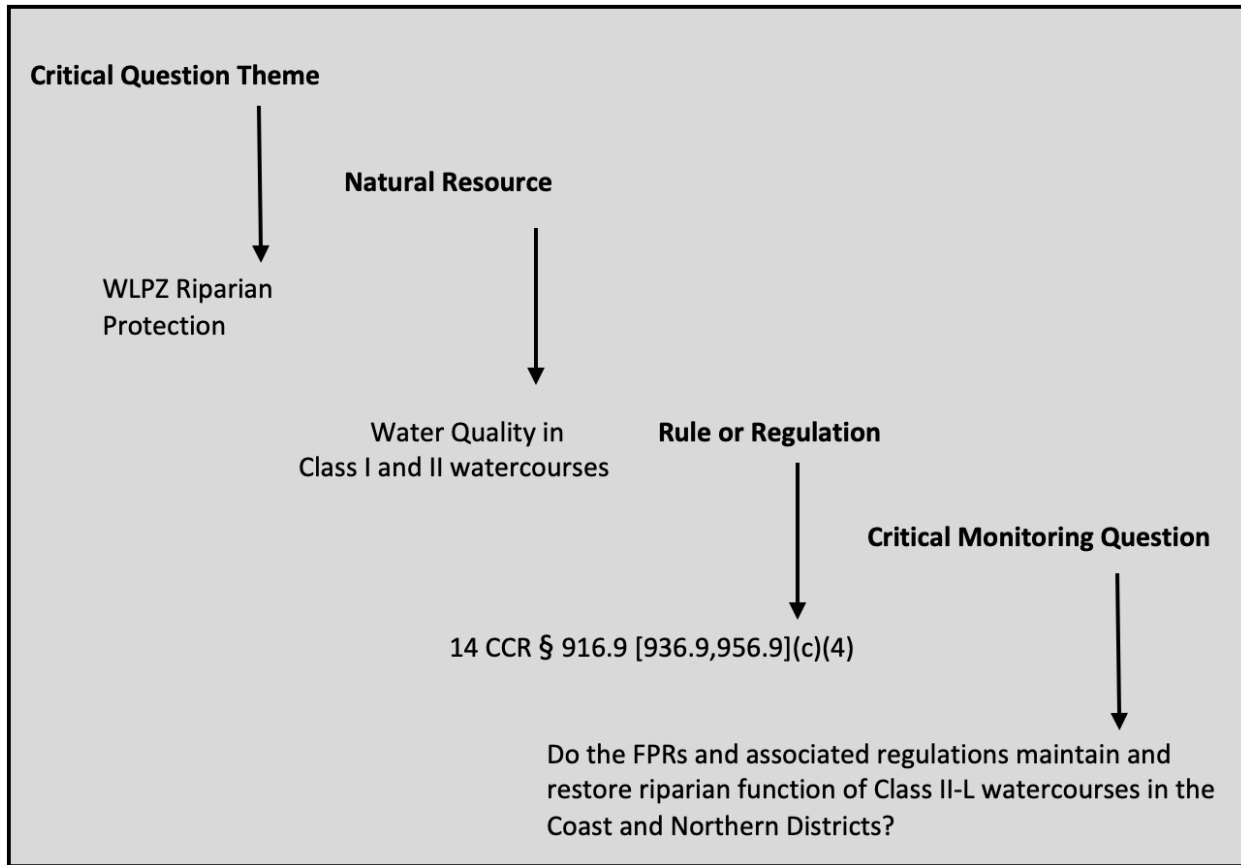 Critical Question Theme
Natural Resource
WLPZ Riparian
Protection
Water Quality in
Class I and II watercourses
Rule or Regulation
Critical Monitoring Question
14 CCR § 916.9 [936.9,956.9](c)(4)
Do the FPRs and associated regulations maintain and
restore riparian function of Class II-L watercourses in the
Coast and Northern Districts?